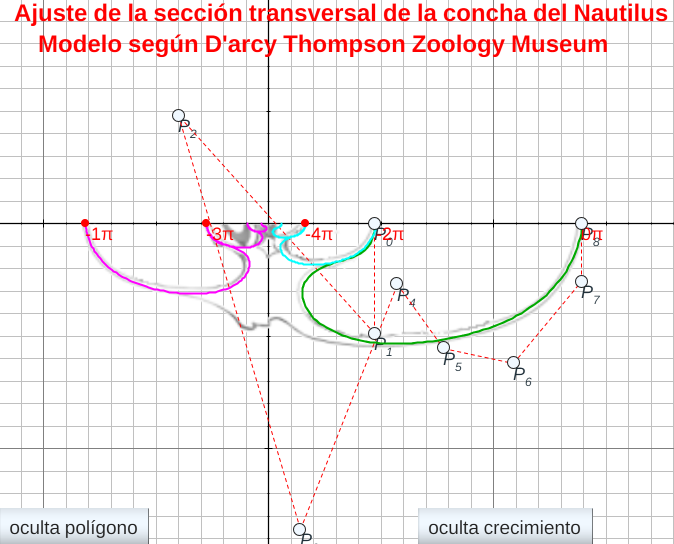 Ajuste de la sección transversal de la concha del Nautilus
Modelo según D'arcy Thompson Zoology Museum
P2
-1π
-3π
-4π
P0
-2π
P8
P4
P7
P1
P5
P6
P
oculta polígono
oculta crecimiento